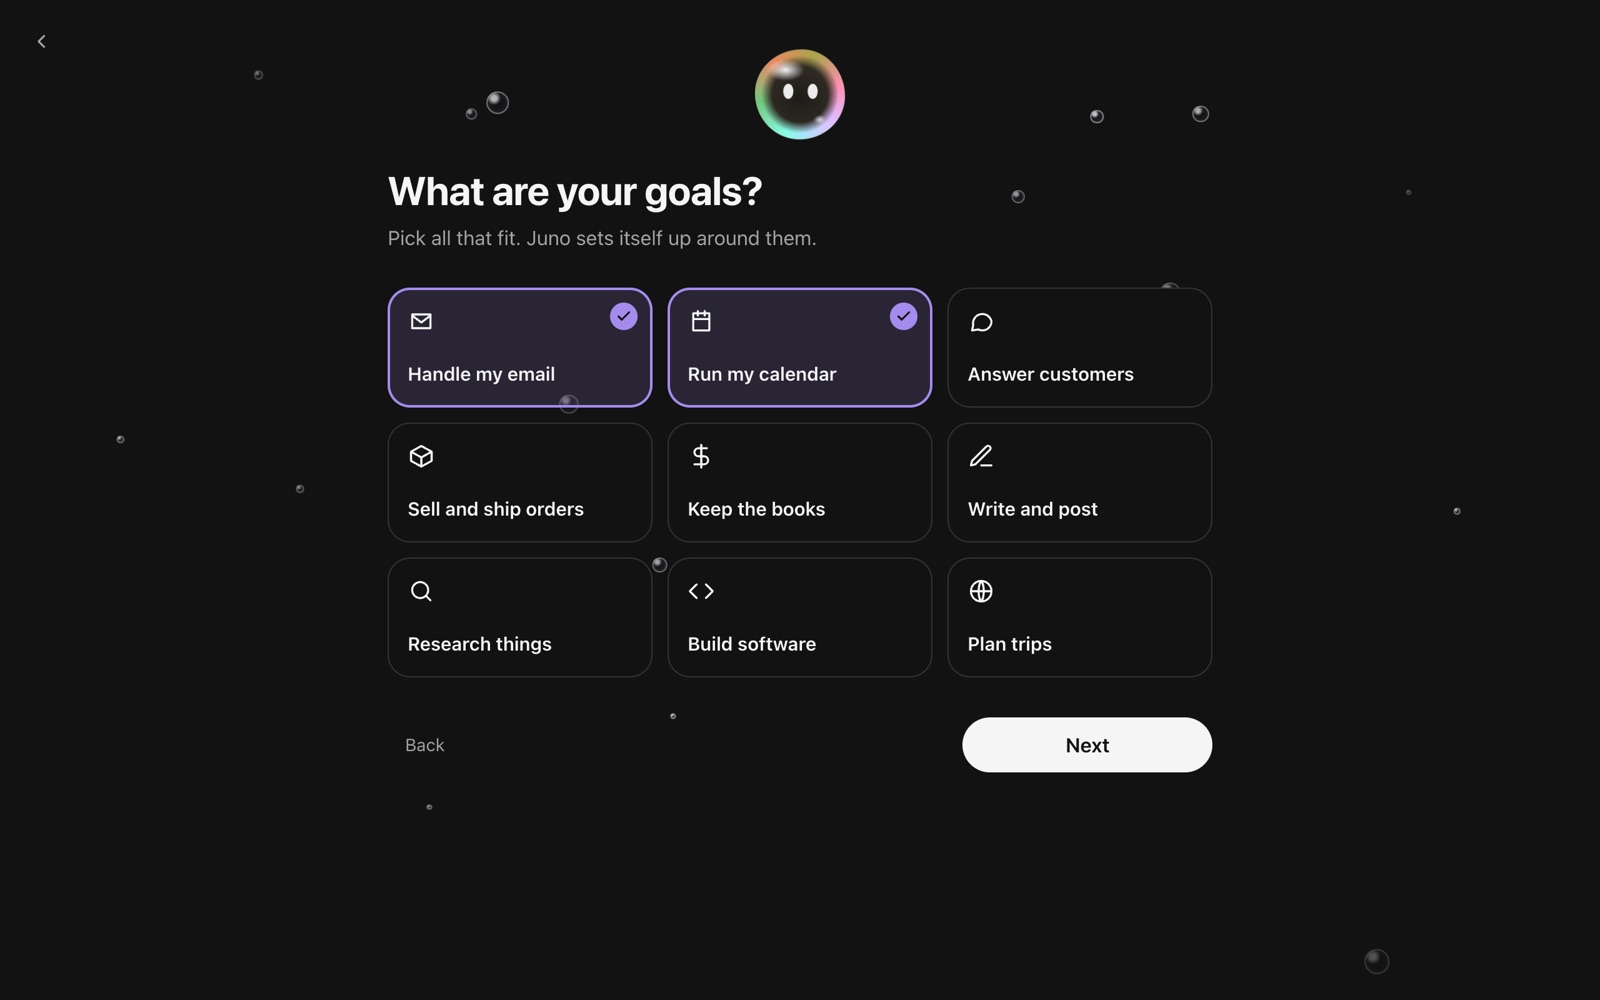 What are your goals?
Pick all that fit. Juno sets itself up around them.
Handle my email
Run my calendar
Answer customers
Sell and ship orders
Keep the books
Write and post
Research things
Build software
Plan trips
Back
Next